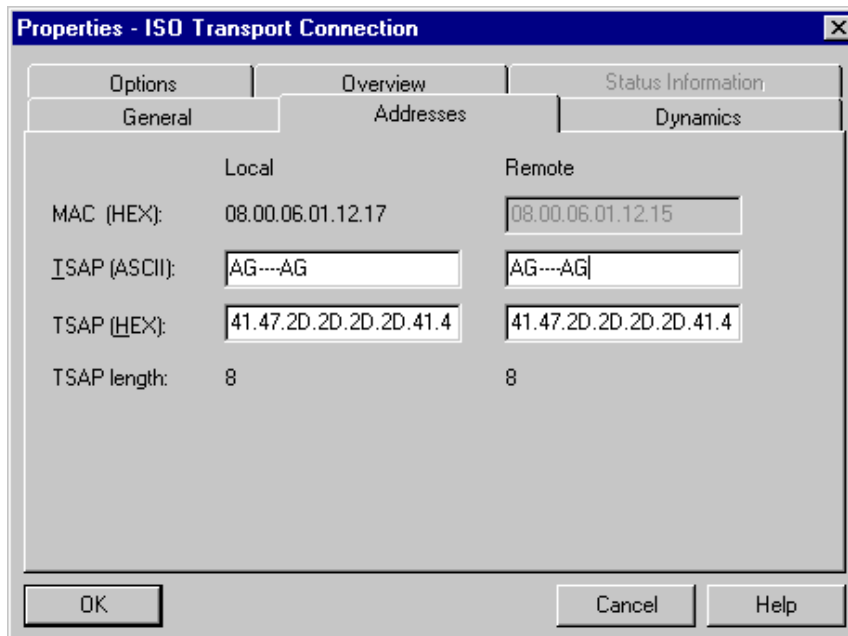 Properties - ISO Transport Connection
Options Overview Status Information
General Addresses Dynamics
Local Remote
MAC (HEX): 08.00.06.01.12.17 08.00.06.01.12.15
TSAP (ASCII): AG----AG AG----AG
TSAP (HEX): 41.47.2D.2D.2D.2D.41.4 41.47.2D.2D.2D.2D.41.4
TSAP length: 8 8
OK Cancel Help